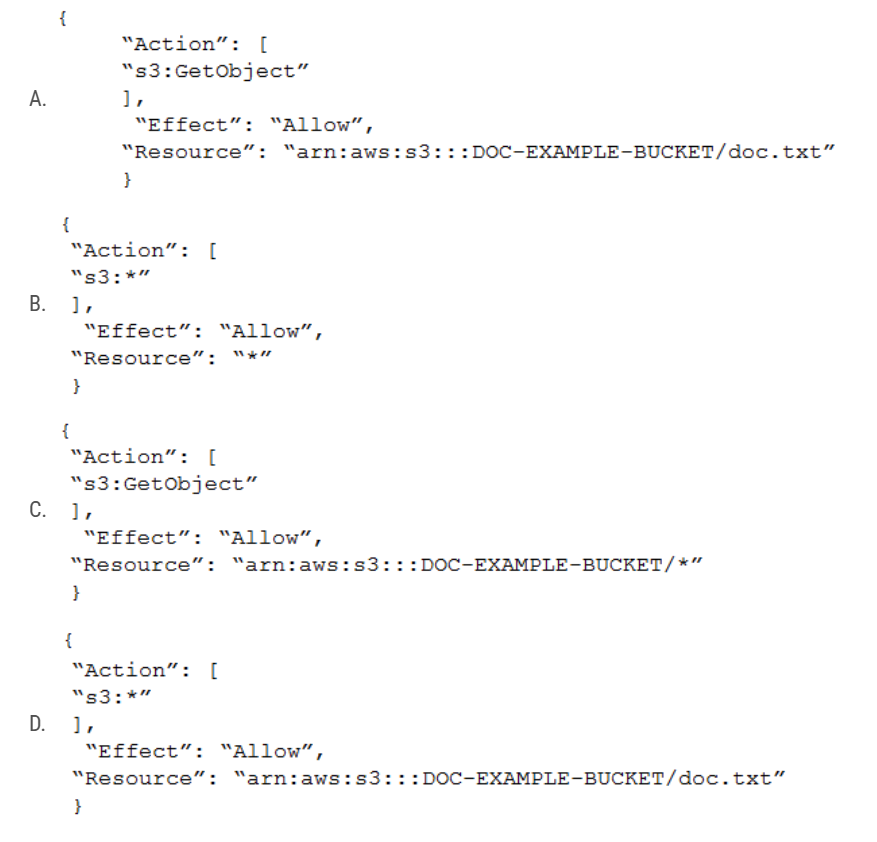 {
"Action”: [
"s3:GetObject”
A. ],
"Effect”: "Allow”,
"Resource”: "arn:aws:s3:::DOC-EXAMPLE-BUCKET/doc.txt”
}
{
"Action”: [
"s3:*”
B. ],
"Effect”: "Allow”,
"Resource”: "*”
}
{
"Action”: [
"s3:GetObject”
C. ],
"Effect”: "Allow”,
"Resource”: "arn:aws:s3:::DOC-EXAMPLE-BUCKET/*”
}
{
"Action”: [
"s3:*”
D. ],
"Effect”: "Allow”,
"Resource”: "arn:aws:s3:::DOC-EXAMPLE-BUCKET/doc.txt”
}